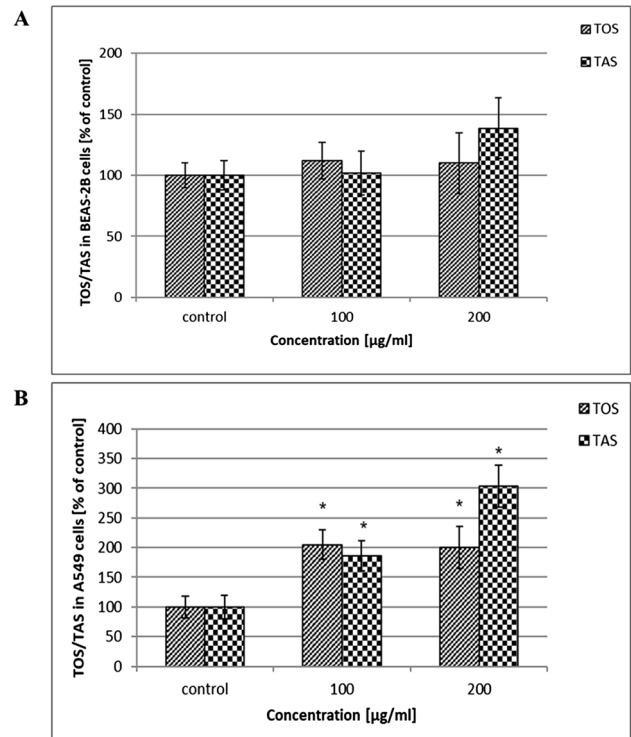 A
TOS
TAS
TOS/TAS in BEAS-2B cells [% of control]
200
150
100
50
0
control
100
200
Concentration [µg/ml]
B
TOS
TAS
TOS/TAS in A549 cells [% of control]
400
350
300
250
200
150
100
50
0
*
*
*
*
control
100
200
Concentration [µg/ml]